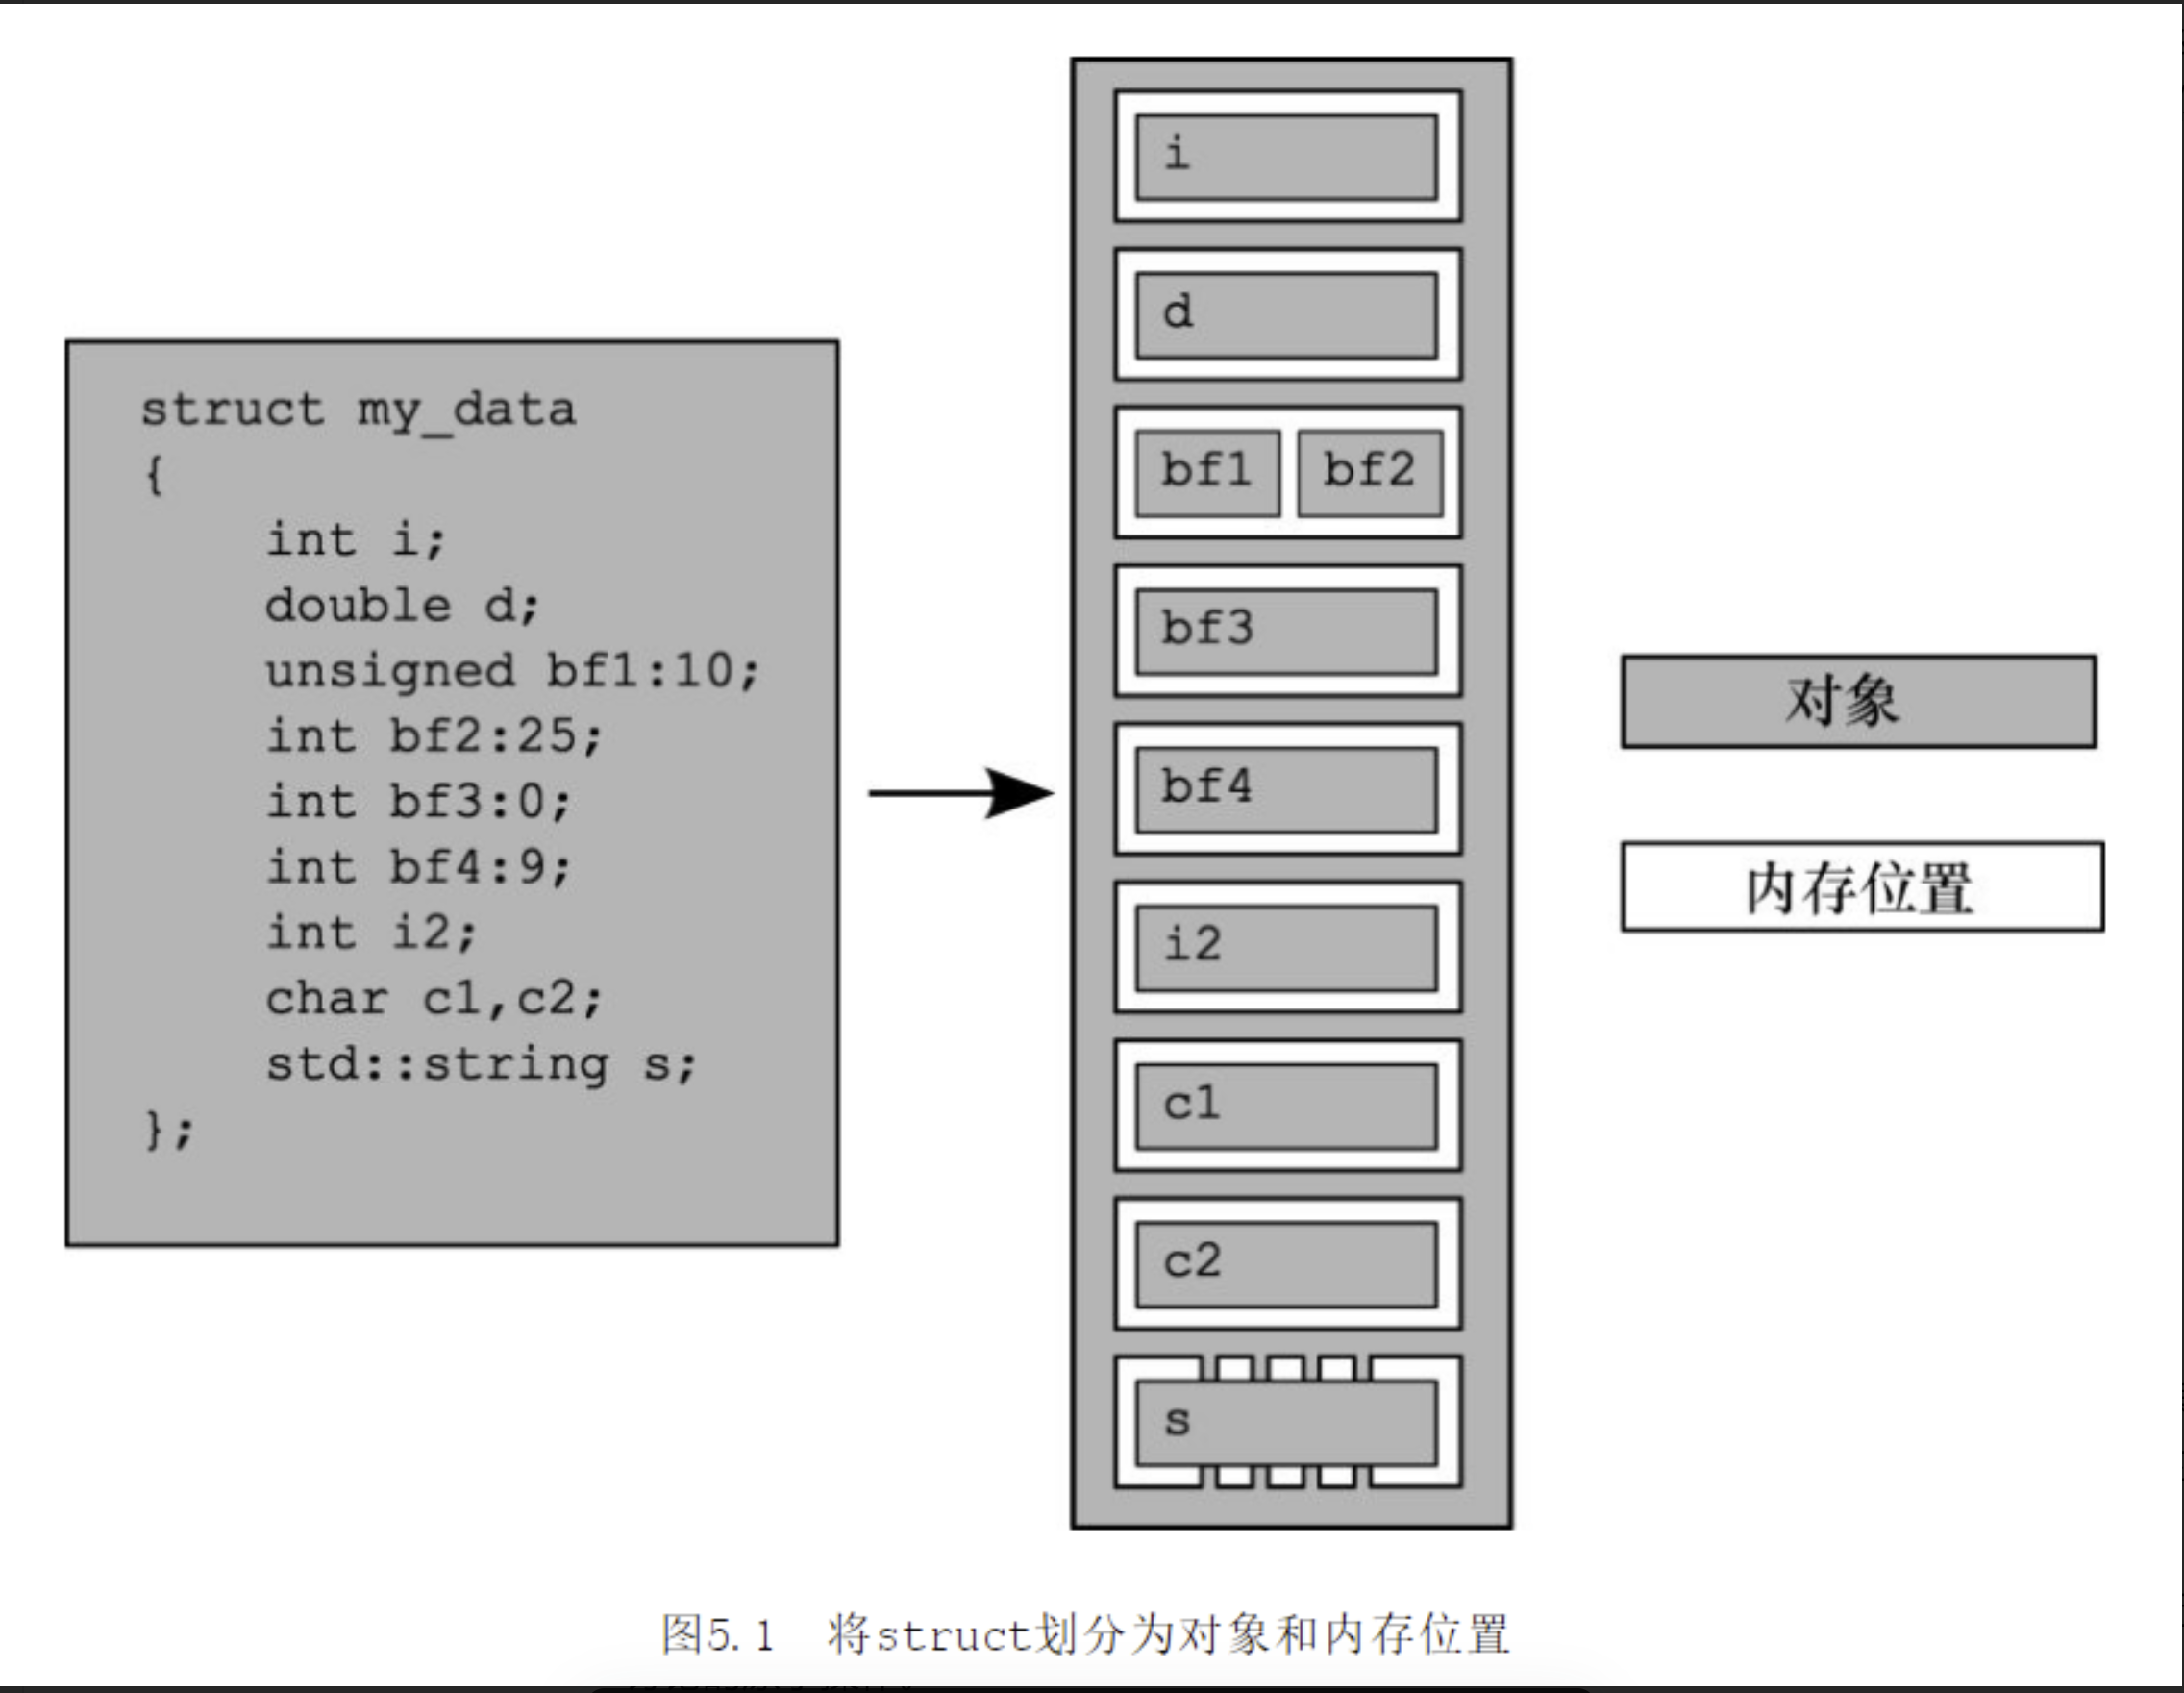 struct my_data
{
int i;
double d;
unsigned bf1:10;
int bf2:25;
int bf3:0;
int bf4:9;
int i2;
char c1,c2;
std::string s;
};
i
d
bf1 bf2
bf3
bf4
i2
c1
c2
s
对象
内存位置
图5.1 将struct划分为对象和内存位置